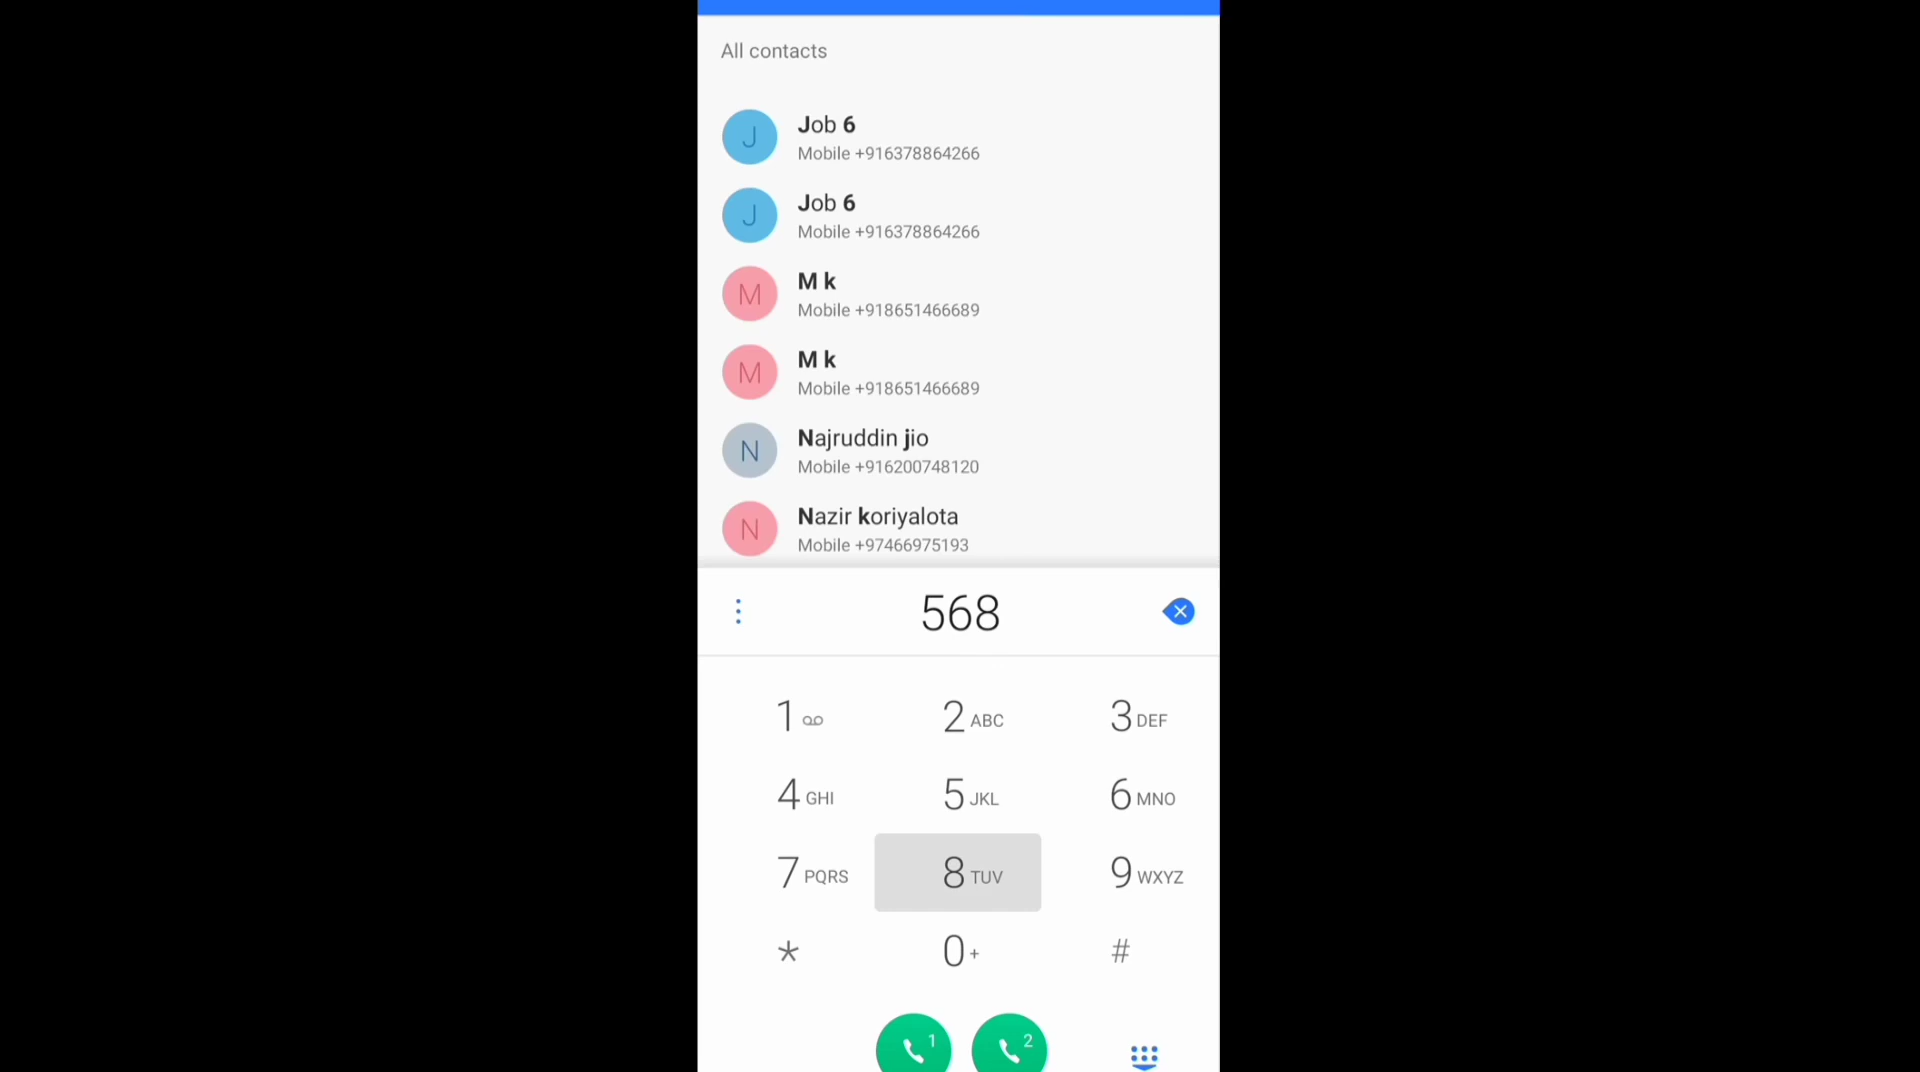 All contacts
J
Job 6
Mobile +916378864266
J
Job 6
Mobile +916378864266
M
M k
Mobile +918651466689
M
M k
Mobile +918651466689
N
Najruddin jio
Mobile +916200748120
N
Nazir koriyalota
Mobile +97466975193
568
1 2 ABC 3 DEF
4 GHI 5 JKL 6 MNO
7 PQRS 8 TUV 9 WXYZ
* 0 + #
1 2